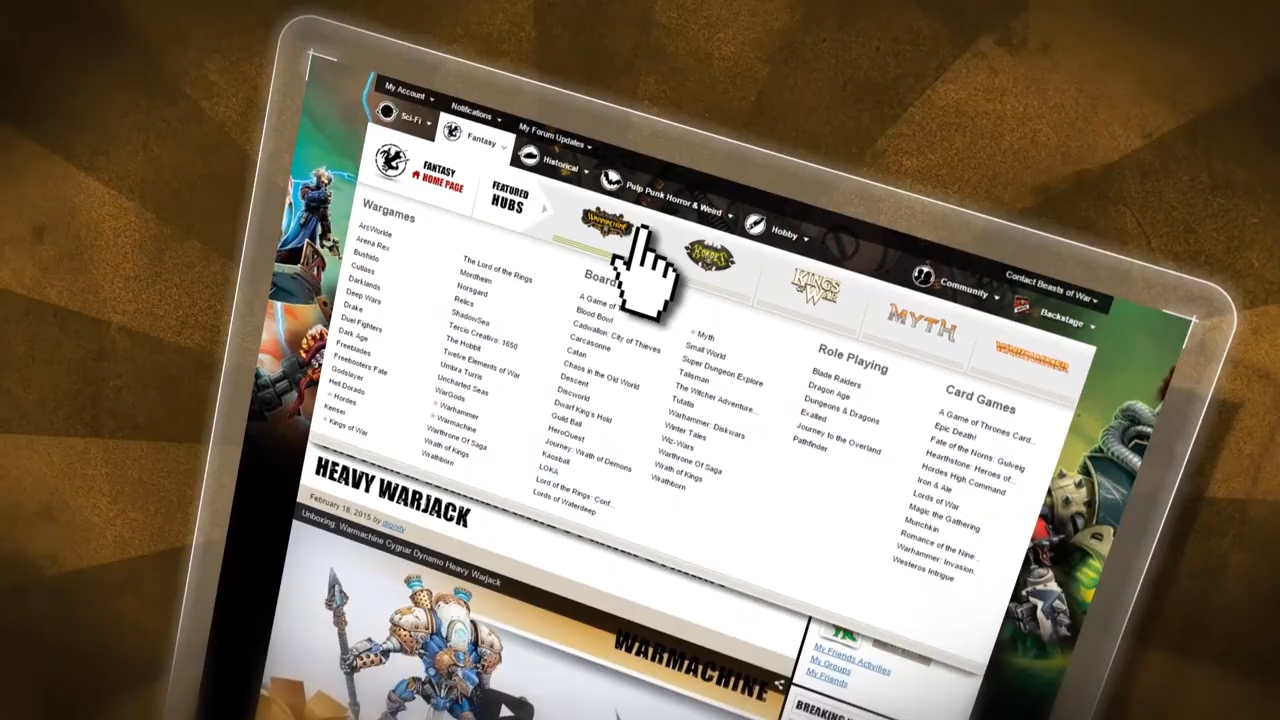 My Account
Notifications
My Forum Updates
Contact Beasts of War
Sci-Fi
Fantasy
Historical
Pulp Punk Horror & Weird
Hobby
Community
Backstage
FANTASY
HOME PAGE
FEATURED
HUBS
WARMACHINE
HORDES
KINGS
of
WAR
MYTH
WARHAMMER
Wargames
ArcWorlde
Arena Rex
Bushido
Cutlass
Darklands
Deep Wars
Drake
Duel Fighters
Dark Age
Freeblades
Freebooters Fate
Godslayer
Hell Dorado
Hordes
Kensei
Kings of War
The Lord of the Rings
Mordheim
Norsgard
Relics
ShadowSea
Tercio Creativo: 1650
The Hobbit
Twelve Elements of War
Umbra Turris
Uncharted Seas
WarGods
Warhammer
Warmachine
Warthrone Of Saga
Wrath of Kings
Wrathborn
Board
A Game of
Blood Bowl
Cadwallon: City of Thieves
Carcasonne
Catan
Chaos in the Old World
Descent
Discworld
Dwarf King's Hold
Guild Ball
HeroQuest
Journey: Wrath of Demons
Kaosball
LOKA
Lord of the Rings: Conf...
Lords of Waterdeep
Myth
Small World
Super Dungeon Explore
Talisman
The Witcher Adventure...
Tutatis
Warhammer: Diskwars
Winter Tales
Wiz-Wars
Warthrone Of Saga
Wrath of Kings
Wrathborn
Role Playing
Blade Raiders
Dragon Age
Dungeons & Dragons
Exalted
Journey to the Overland
Pathfinder
Card Games
A Game of Thrones Card...
Epic Death!
Fate of the Norns: Gulveig
Hearthstone: Heroes of...
Hordes High Command
Iron & Ale
Lords of War
Magic the Gathering
Munchkin
Romance of the Nine...
Warhammer: Invasion
Westeros Intrigue
HEAVY WARJACK
February 18, 2015 by dignity
Unboxing: Warmachine Cygnar Dynamo Heavy Warjack
WARMACHINE
My Friends Activities
My Groups
My Friends
BREAKING